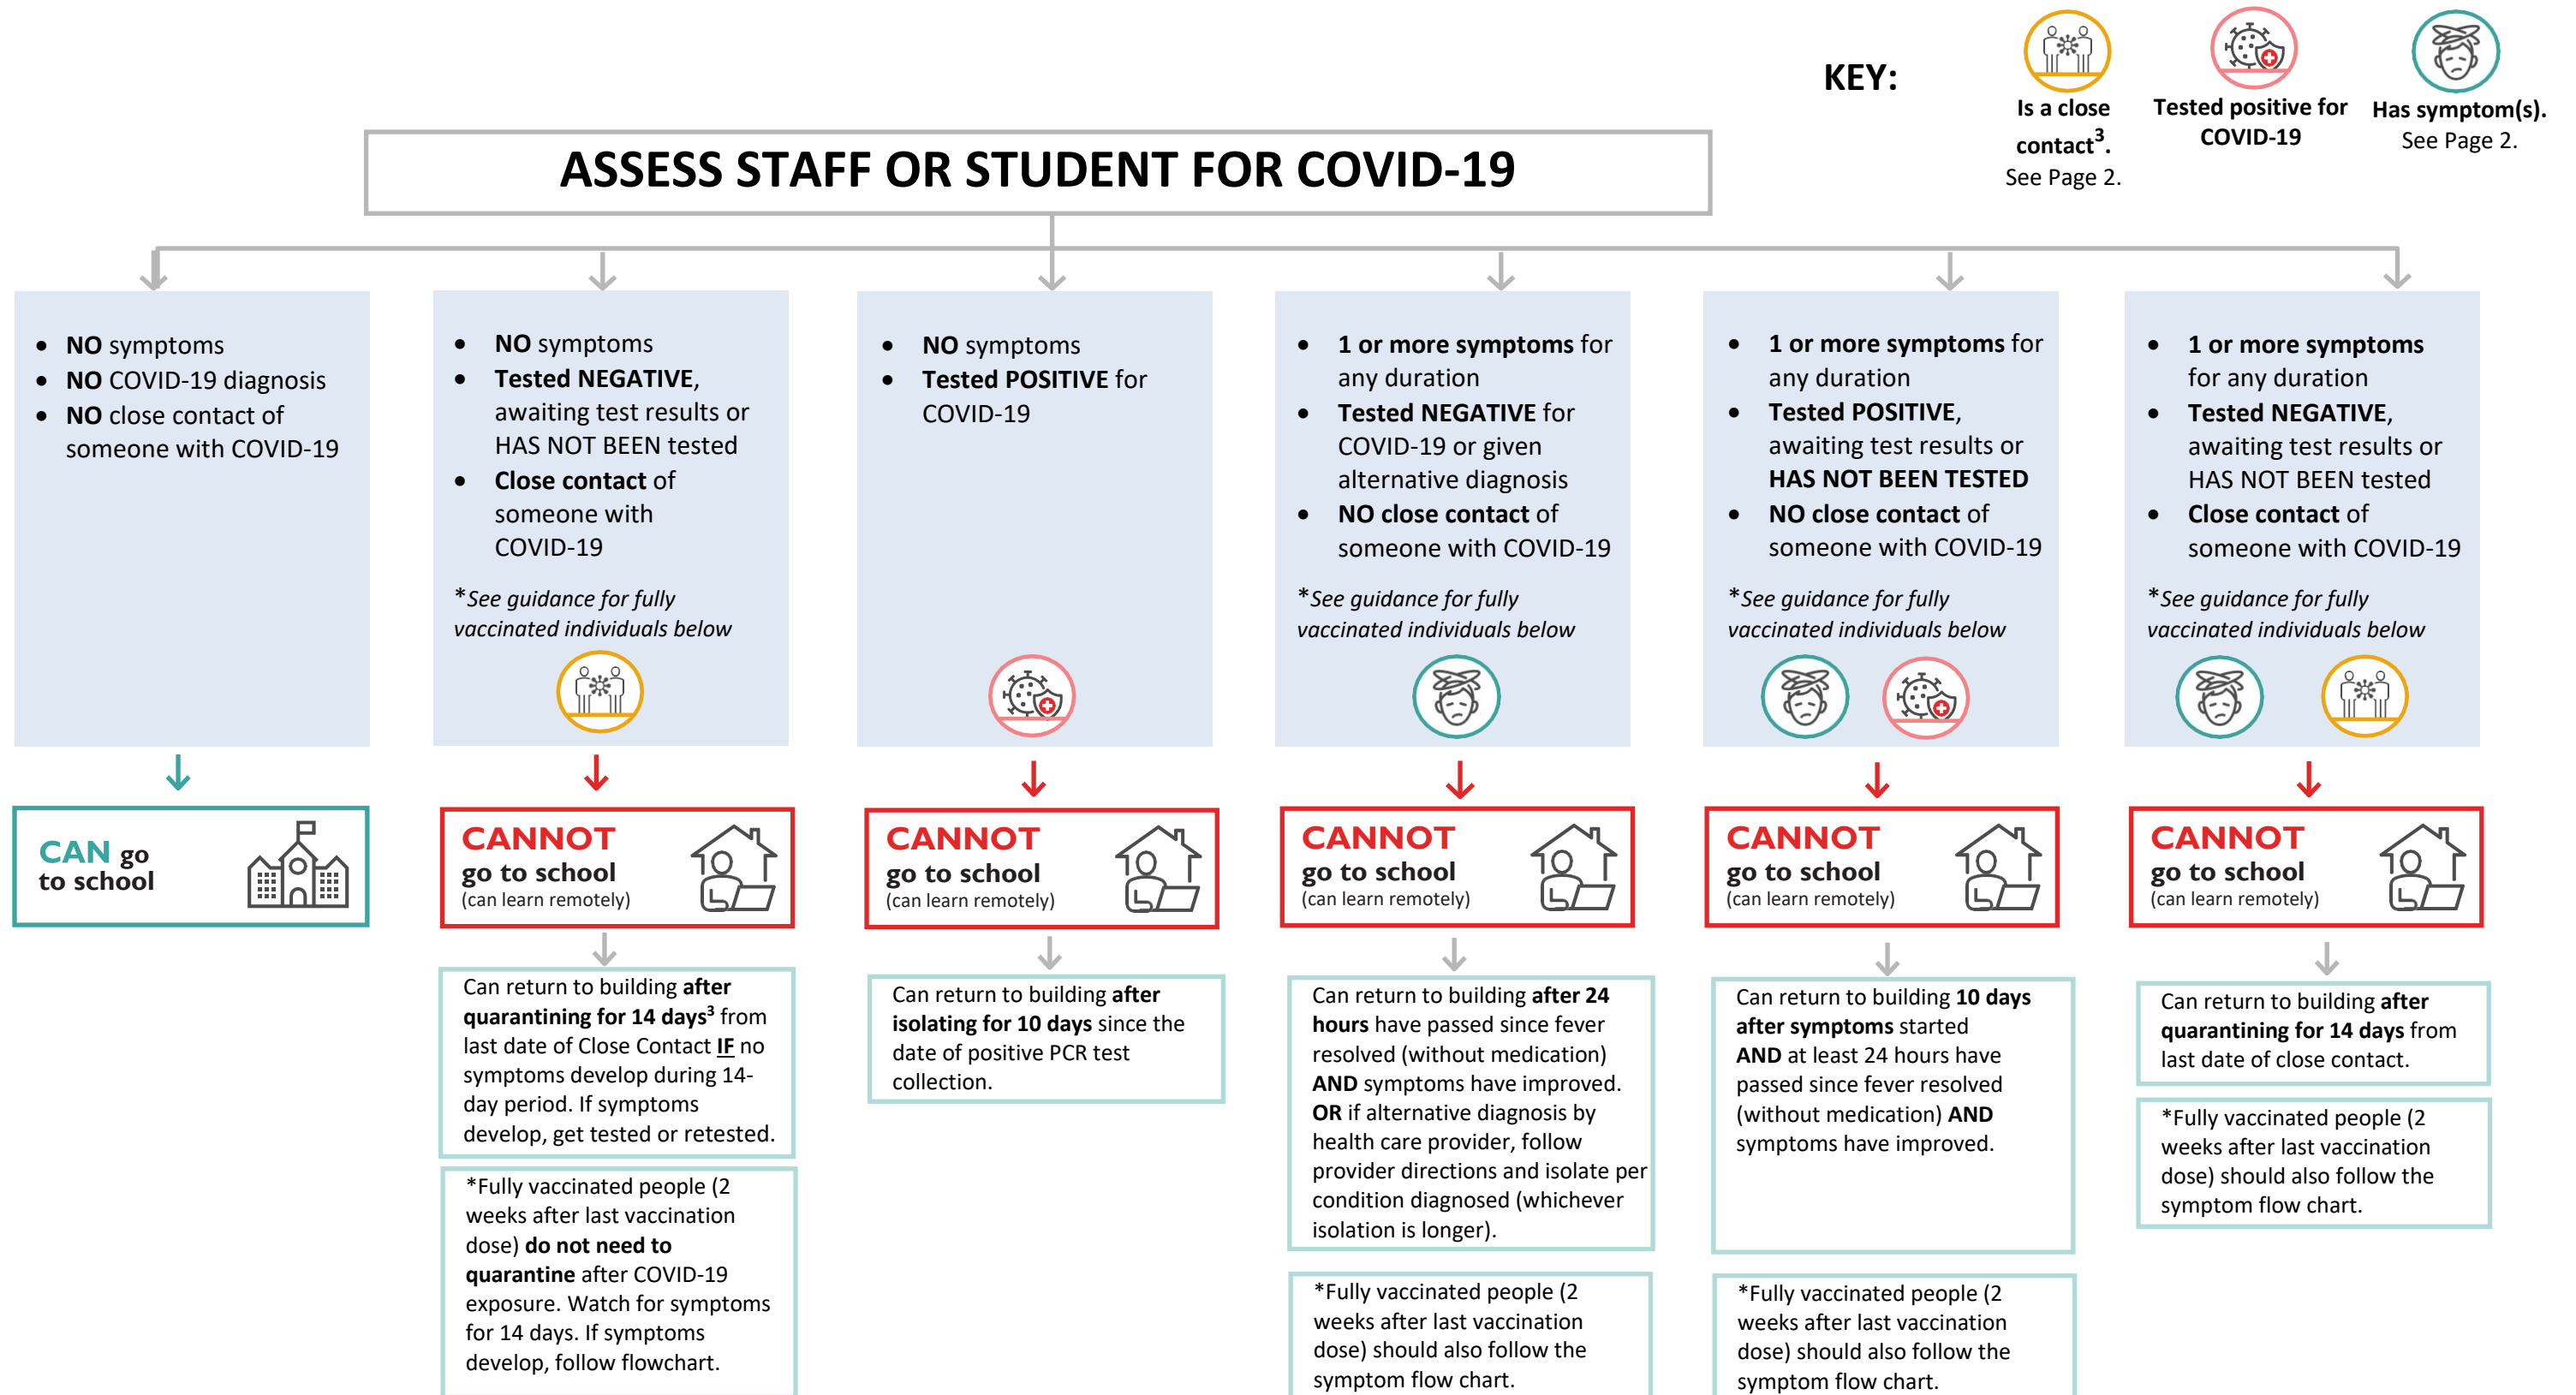 KEY:
Is a close
contact³.
See Page 2.
Tested positive for
COVID-19
Has symptom(s).
See Page 2.
ASSESS STAFF OR STUDENT FOR COVID-19
• NO symptoms
• NO COVID-19 diagnosis
• NO close contact of
someone with COVID-19
CAN go
to school
• NO symptoms
• Tested NEGATIVE,
awaiting test results or
HAS NOT BEEN tested
• Close contact of
someone with
COVID-19
*See guidance for fully
vaccinated individuals below
CANNOT
go to school
(can learn remotely)
Can return to building after
quarantining for 14 days³ from
last date of Close Contact IF no
symptoms develop during 14-
day period. If symptoms
develop, get tested or retested.
*Fully vaccinated people (2
weeks after last vaccination
dose) do not need to
quarantine after COVID-19
exposure. Watch for symptoms
for 14 days. If symptoms
develop, follow flowchart.
• NO symptoms
• Tested POSITIVE for
COVID-19
CANNOT
go to school
(can learn remotely)
Can return to building after
isolating for 10 days since the
date of positive PCR test
collection.
• 1 or more symptoms for
any duration
• Tested NEGATIVE for
COVID-19 or given
alternative diagnosis
• NO close contact of
someone with COVID-19
*See guidance for fully
vaccinated individuals below
CANNOT
go to school
(can learn remotely)
Can return to building after 24
hours have passed since fever
resolved (without medication)
AND symptoms have improved.
OR if alternative diagnosis by
health care provider, follow
provider directions and isolate per
condition diagnosed (whichever
isolation is longer).
*Fully vaccinated people (2
weeks after last vaccination
dose) should also follow the
symptom flow chart.
• 1 or more symptoms for
any duration
• Tested POSITIVE,
awaiting test results or
HAS NOT BEEN TESTED
• NO close contact of
someone with COVID-19
*See guidance for fully
vaccinated individuals below
CANNOT
go to school
(can learn remotely)
Can return to building 10 days
after symptoms started
AND at least 24 hours have
passed since fever resolved
(without medication) AND
symptoms have improved.
*Fully vaccinated people (2
weeks after last vaccination
dose) should also follow the
symptom flow chart.
• 1 or more symptoms
for any duration
• Tested NEGATIVE,
awaiting test results or
HAS NOT BEEN tested
• Close contact of
someone with COVID-19
*See guidance for fully
vaccinated individuals below
CANNOT
go to school
(can learn remotely)
Can return to building after
quarantining for 14 days from
last date of close contact.
*Fully vaccinated people (2
weeks after last vaccination
dose) should also follow the
symptom flow chart.